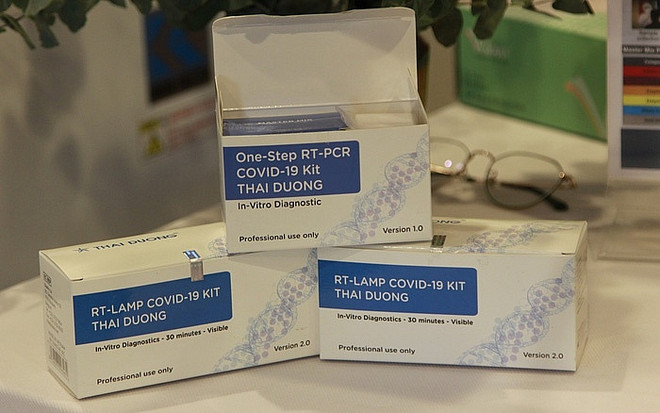 One-Step RT-PCR
COVID-19 Kit
THAI DUONG
In-Vitro Diagnostic
Professional use only
Version 1.0
THAI DUONG
RT-LAMP COVID-19 KIT
THAI DUONG
In-Vitro Diagnostics - 30 minutes - Visible
Version 2.0
Professional use only
RT-LAMP COVID-19 KIT
THAI DUONG
In-Vitro Diagnostics - 30 minutes - Visible
Professional use only
Version 2.0